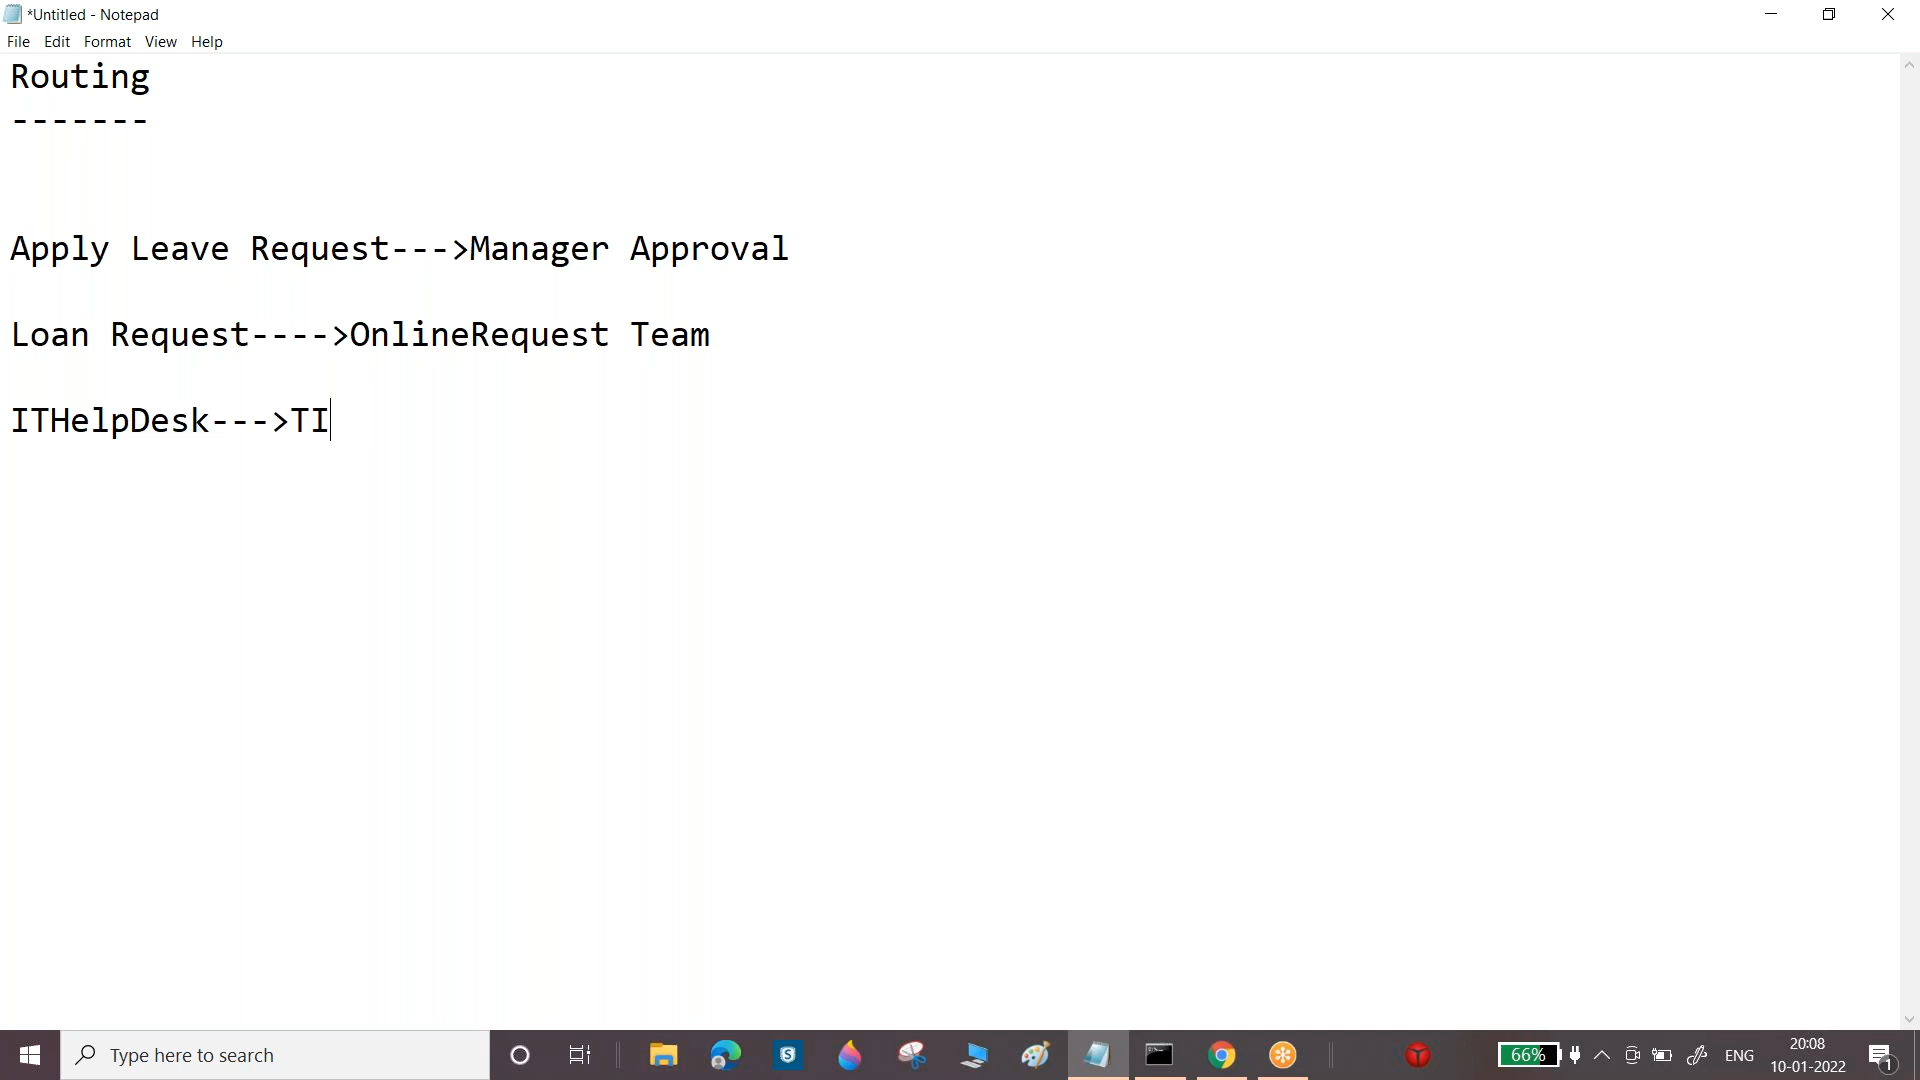 *Untitled - Notepad
File Edit Format View Help
Routing
-------
Apply Leave Request--->Manager Approval
Loan Request---->OnlineRequest Team
ITHelpDesk--->TI
Type here to search
66%
ENG
20:08
10-01-2022
1